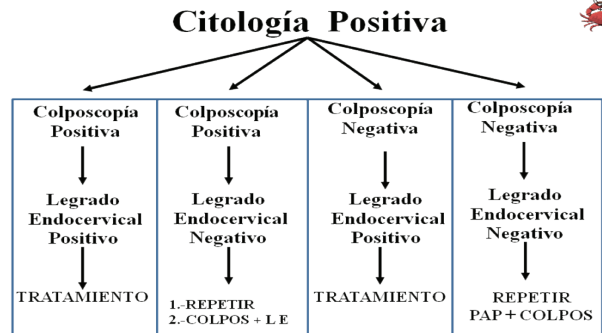 Citología Positiva
Colposcopía
Positiva
Legrado
Endocervical
Positivo
TRATAMIENTO
Colposcopía
Positiva
Legrado
Endocervical
Negativo
1.-REPETIR
2.-COLPOS + L E
Colposcopía
Negativa
Legrado
Endocervical
Positivo
TRATAMIENTO
Colposcopía
Negativa
Legrado
Endocervical
Negativo
REPETIR
PAP+COLPOS